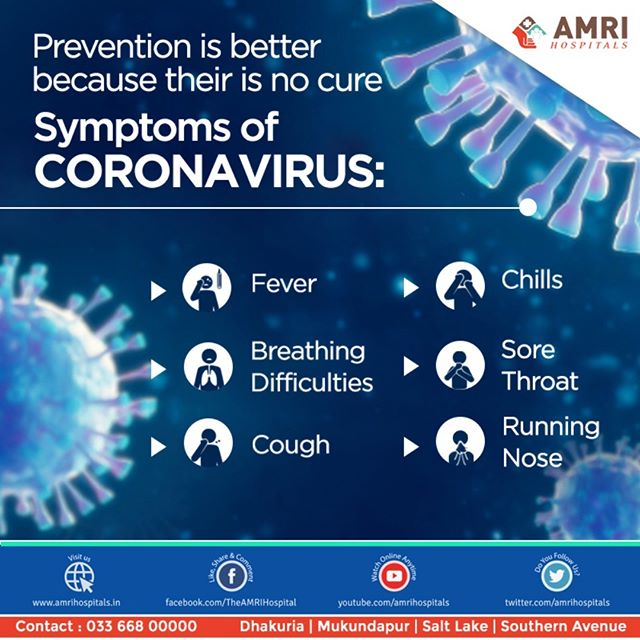 Prevention is better
because their is no cure
Symptoms of
CORONAVIRUS:
AMRI
HOSPITALS
Fever
Chills
Breathing
Difficulties
Sore
Throat
Cough
Running
Nose
Visit us
www.amrihospitals.in
Like, Share & Comment
facebook.com/TheAMRIHospital
Watch Online Anytime
youtube.com/amrihospitals
Do You Follow Us?
twitter.com/amrihospitals
Contact : 033 668 00000
Dhakuria | Mukundapur | Salt Lake | Southern Avenue